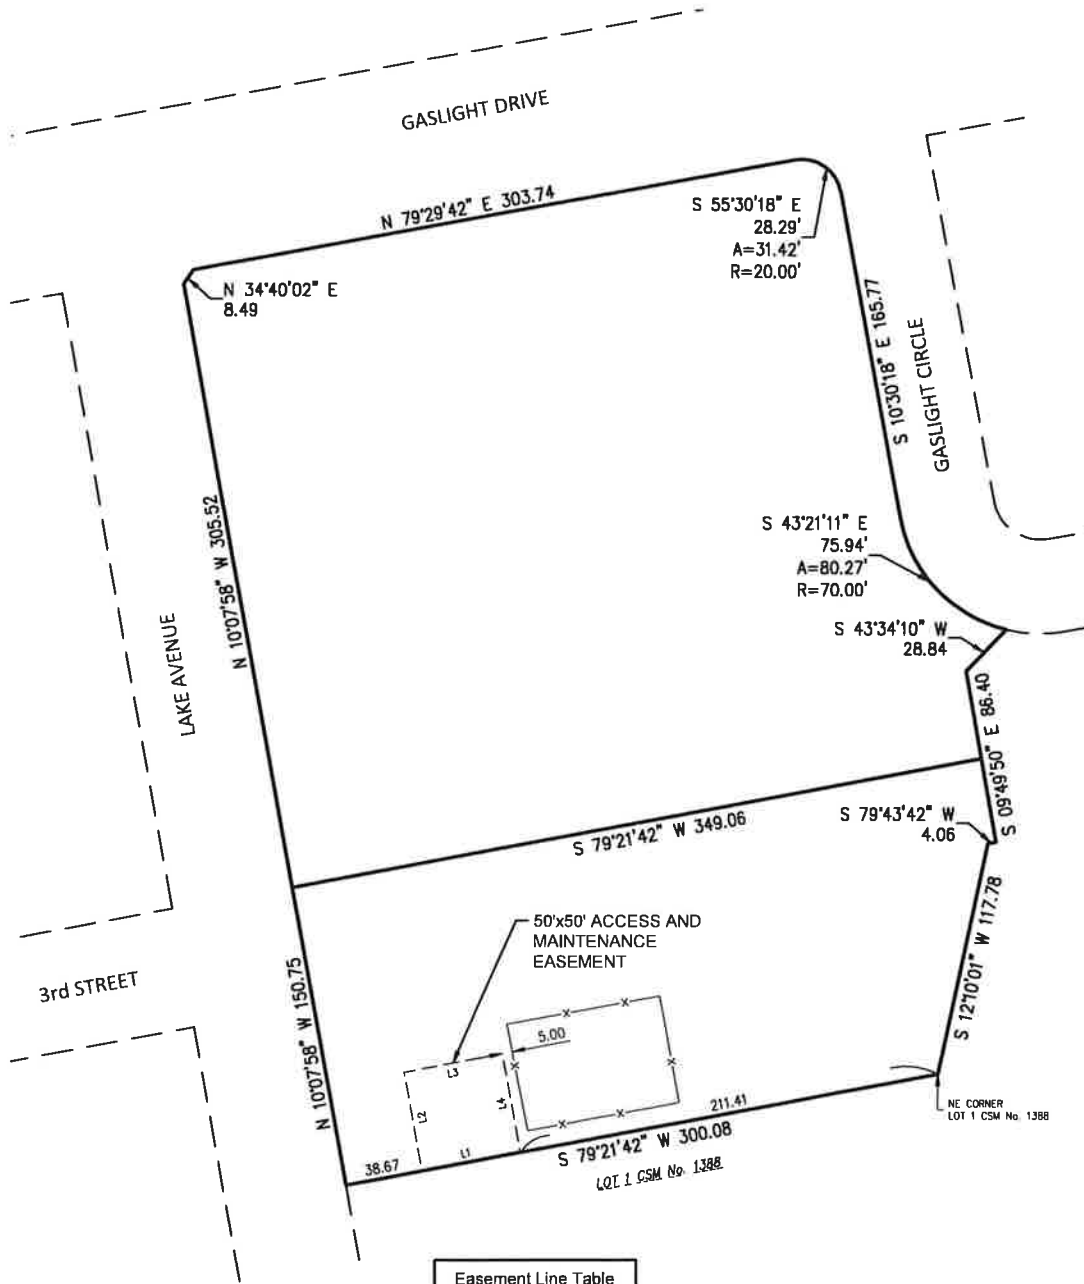 GASLIGHT DRIVE
N 79°29'42" E 303.74
S 55°30'18" E
28.29'
A=31.42'
R=20.00'
N 34°40'02" E
8.49
S 10°30'18" E 165.77
GASLIGHT CIRCLE
N 10°07'58" W 305.52
S 43°21'11" E
75.94'
A=80.27'
R=70.00'
LAKE AVENUE
S 43°34'10" W
28.84
S 09°49'50" E 86.40
S 79°21'42" W 349.06
S 79°43'42" W
4.06
50'x50' ACCESS AND
MAINTENANCE
EASEMENT
S 12°10'01" W 117.78
3rd STREET
N 10°07'58" W 150.75
5.00
L3
L2
L4
L1
211.41
NE CORNER
LOT 1 CSM No. 1388
38.67
S 79°21'42" W 300.08
LOT 1 CSM No. 1388
Easement Line Table